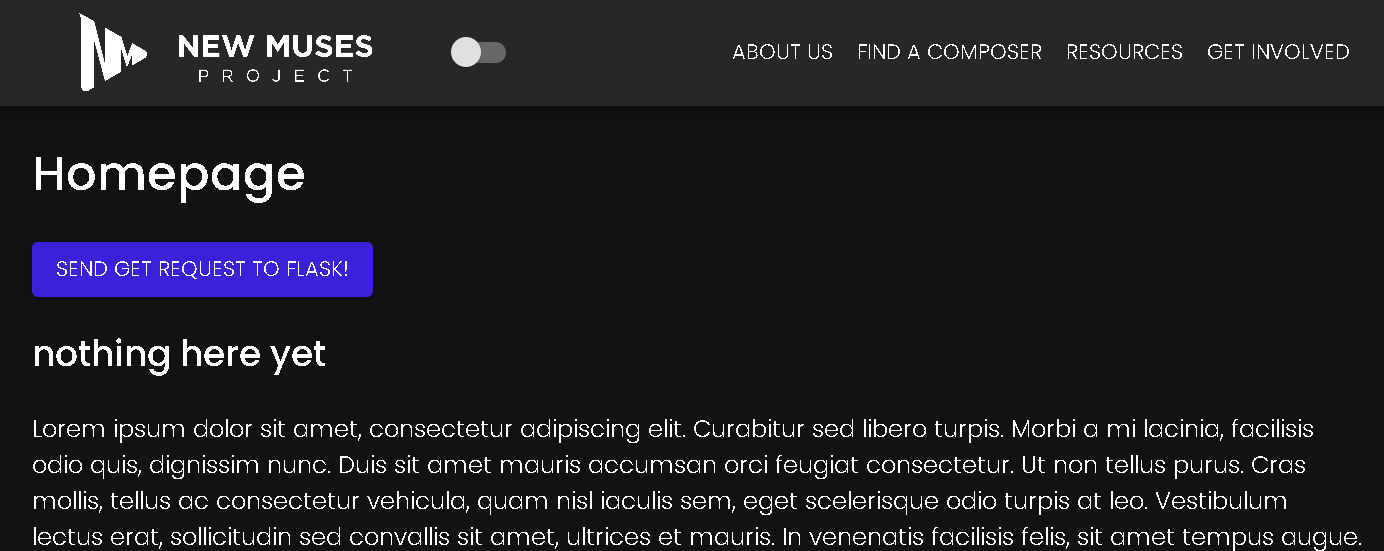 NEW MUSES
PROJECT
ABOUT US FIND A COMPOSER RESOURCES GET INVOLVED
Homepage
SEND GET REQUEST TO FLASK!
nothing here yet
Lorem ipsum dolor sit amet, consectetur adipiscing elit. Curabitur sed libero turpis. Morbi a mi lacinia, facilisis
odio quis, dignissim nunc. Duis sit amet mauris accumsan orci feugiat consectetur. Ut non tellus purus. Cras
mollis, tellus ac consectetur vehicula, quam nisl iaculis sem, eget scelerisque odio turpis at leo. Vestibulum
lectus erat, sollicitudin sed convallis sit amet, ultrices et mauris. In venenatis facilisis felis, sit amet tempus augue.